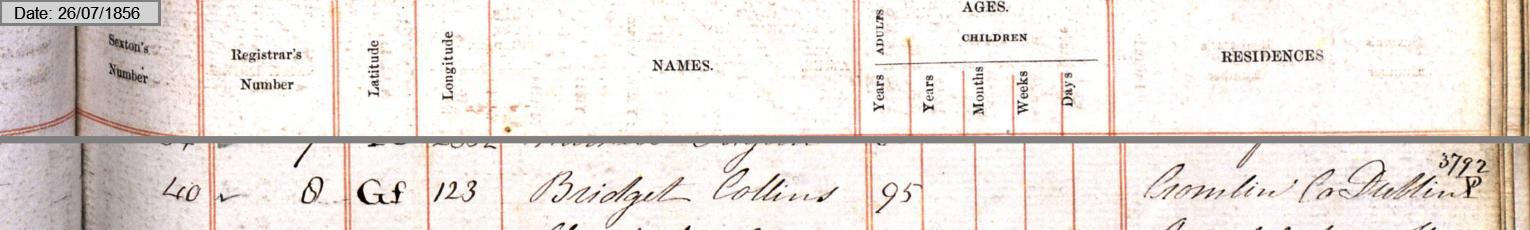 Date: 26/07/1856
Sexton's Number
Registrar's Number
Latitude
Longitude
NAMES.
AGES.
ADULTS
CHILDREN
Years
Years
Months
Weeks
Days
RESIDENCES
3792
40 8 Gf 123 Bridget Collins 95 Cromlin Co Dublin P